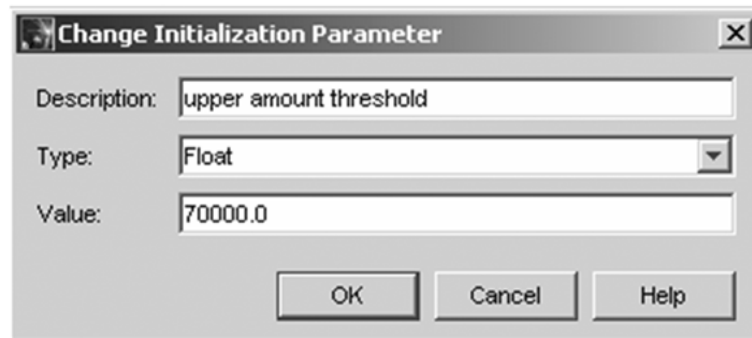 Change Initialization Parameter
Description: upper amount threshold
Type: Float
Value: 70000.0
OK Cancel Help